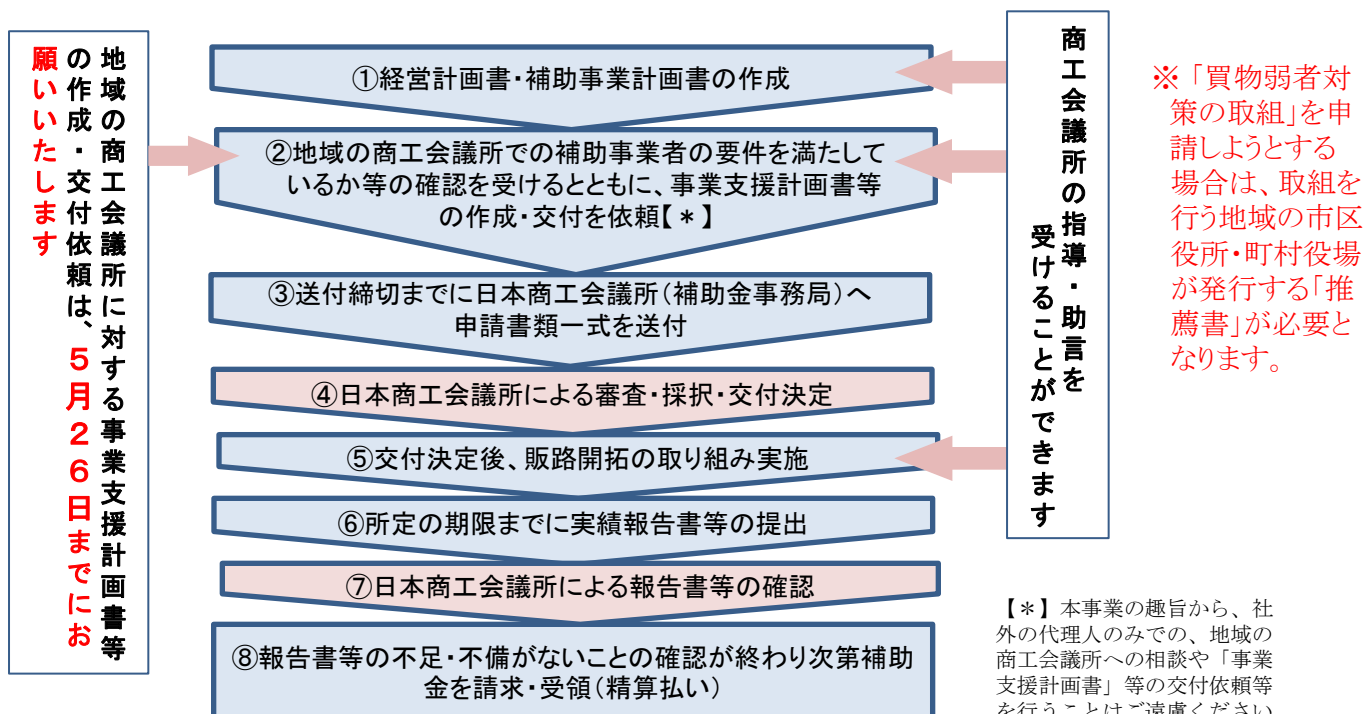 地域の商工会議所に対する事業支援計画書等
の作成・交付依頼は、５月２６日までにお
願いいたします
①経営計画書・補助事業計画書の作成
②地域の商工会議所での補助事業者の要件を満たして
いるか等の確認を受けるとともに、事業支援計画書等
の作成・交付を依頼【＊】
③送付締切までに日本商工会議所（補助金事務局）へ
申請書類一式を送付
④日本商工会議所による審査・採択・交付決定
⑤交付決定後、販路開拓の取り組み実施
⑥所定の期限までに実績報告書等の提出
⑦日本商工会議所による報告書等の確認
⑧報告書等の不足・不備がないことの確認が終わり次第補助
金を請求・受領（精算払い）
商工会議所の指導・助言を
受けることができます
※「買物弱者対
策の取組」を申
請しようとする
場合は、取組を
行う地域の市区
役所・町村役場
が発行する「推
薦書」が必要と
なります。
【＊】本事業の趣旨から、社
外の代理人のみでの、地域の
商工会議所への相談や「事業
支援計画書」等の交付依頼等
を行うことはご遠慮ください